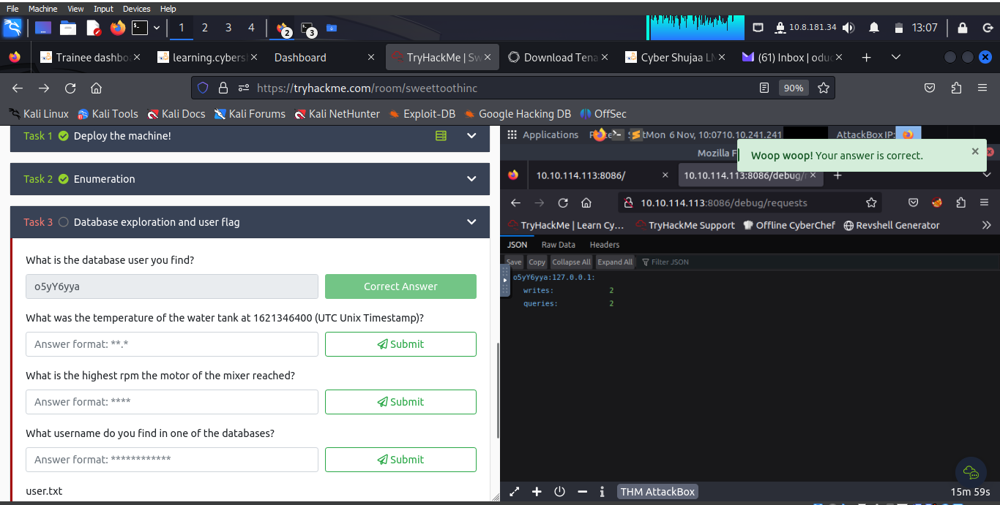 File Machine View Input Devices Help
1 2 3 4 2 3 10.8.181.34 13:07
Trainee dashbo × learning.cybers × Dashboard × TryHackMe | Sw × Download Tena × Cyber Shujaa LM × (61) Inbox | odu ×
https://tryhackme.com/room/sweettoothinc 90%
Kali Linux Kali Tools Kali Docs Kali Forums Kali NetHunter Exploit-DB Google Hacking DB OffSec
Task 1 Deploy the machine!
Task 2 Enumeration
Task 3 Database exploration and user flag
What is the database user you find?
o5yY6yya Correct Answer
What was the temperature of the water tank at 1621346400 (UTC Unix Timestamp)?
Answer format: **.* Submit
What is the highest rpm the motor of the mixer reached?
Answer format: **** Submit
What username do you find in one of the databases?
Answer format: ************ Submit
user.txt
Applications Mon 6 Nov, 10:07 10.10.241.241 AttackBox IP:
Mozilla F
Woop woop! Your answer is correct. ×
10.10.114.113:8086/ × 10.10.114.113:8086/debug/r ×
10.10.114.113:8086/debug/requests
TryHackMe | Learn Cy... TryHackMe Support Offline CyberChef Revshell Generator
JSON Raw Data Headers
Save Copy Collapse All Expand All Filter JSON
o5yY6yya:127.0.0.1:
writes: 2
queries: 2
THM AttackBox 15m 59s